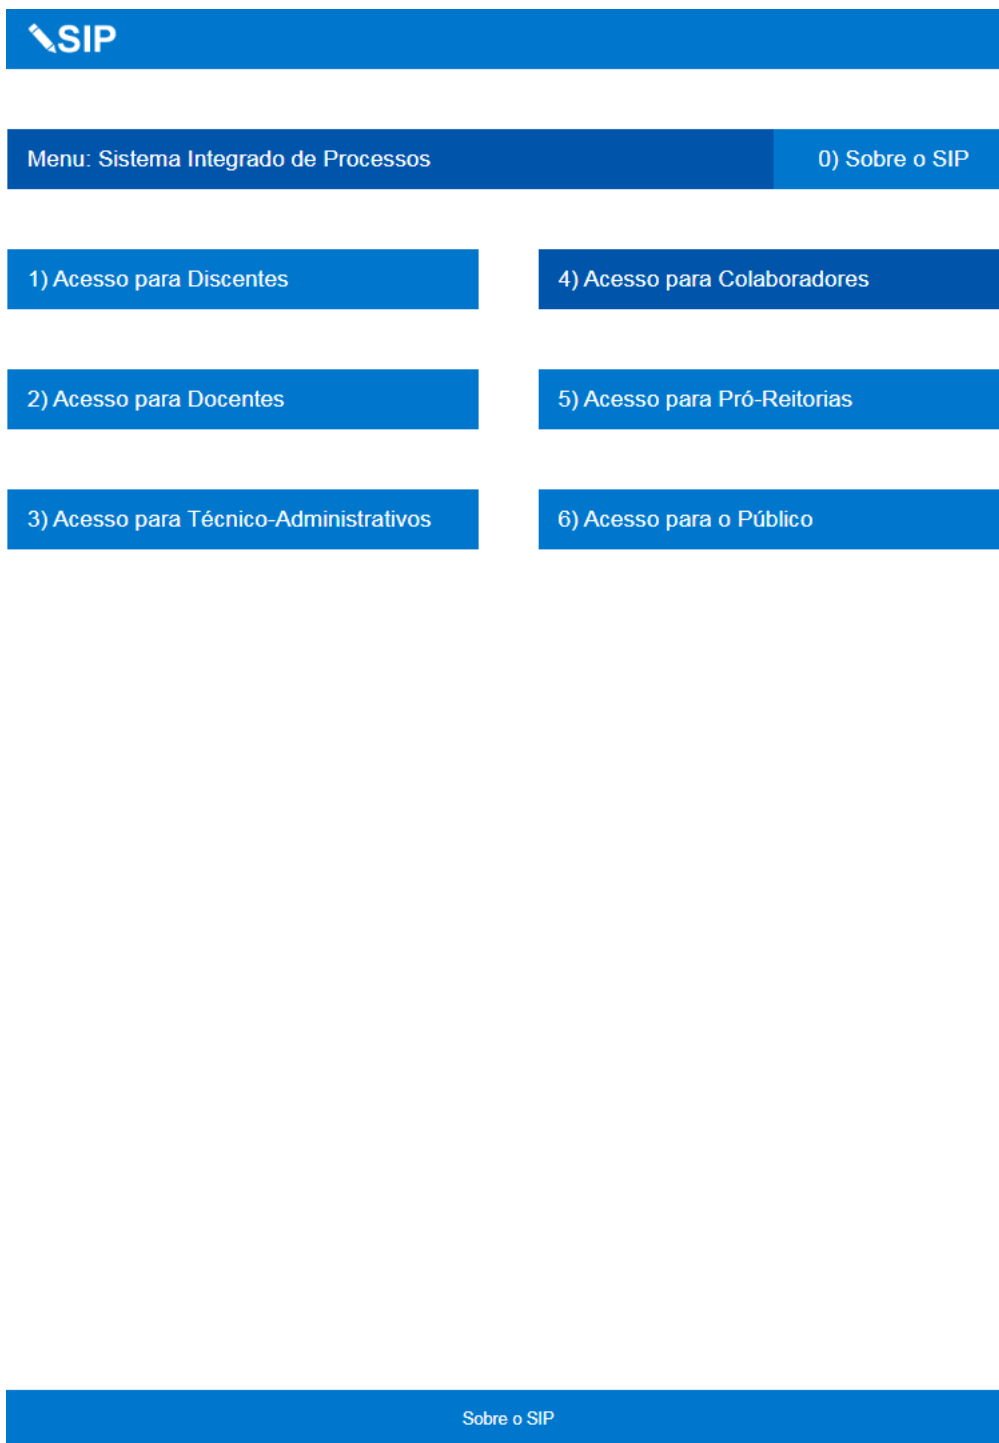 SIP
Menu: Sistema Integrado de Processos
0) Sobre o SIP
1) Acesso para Discentes
4) Acesso para Colaboradores
2) Acesso para Docentes
5) Acesso para Pró-Reitorias
3) Acesso para Técnico-Administrativos
6) Acesso para o Público
Sobre o SIP